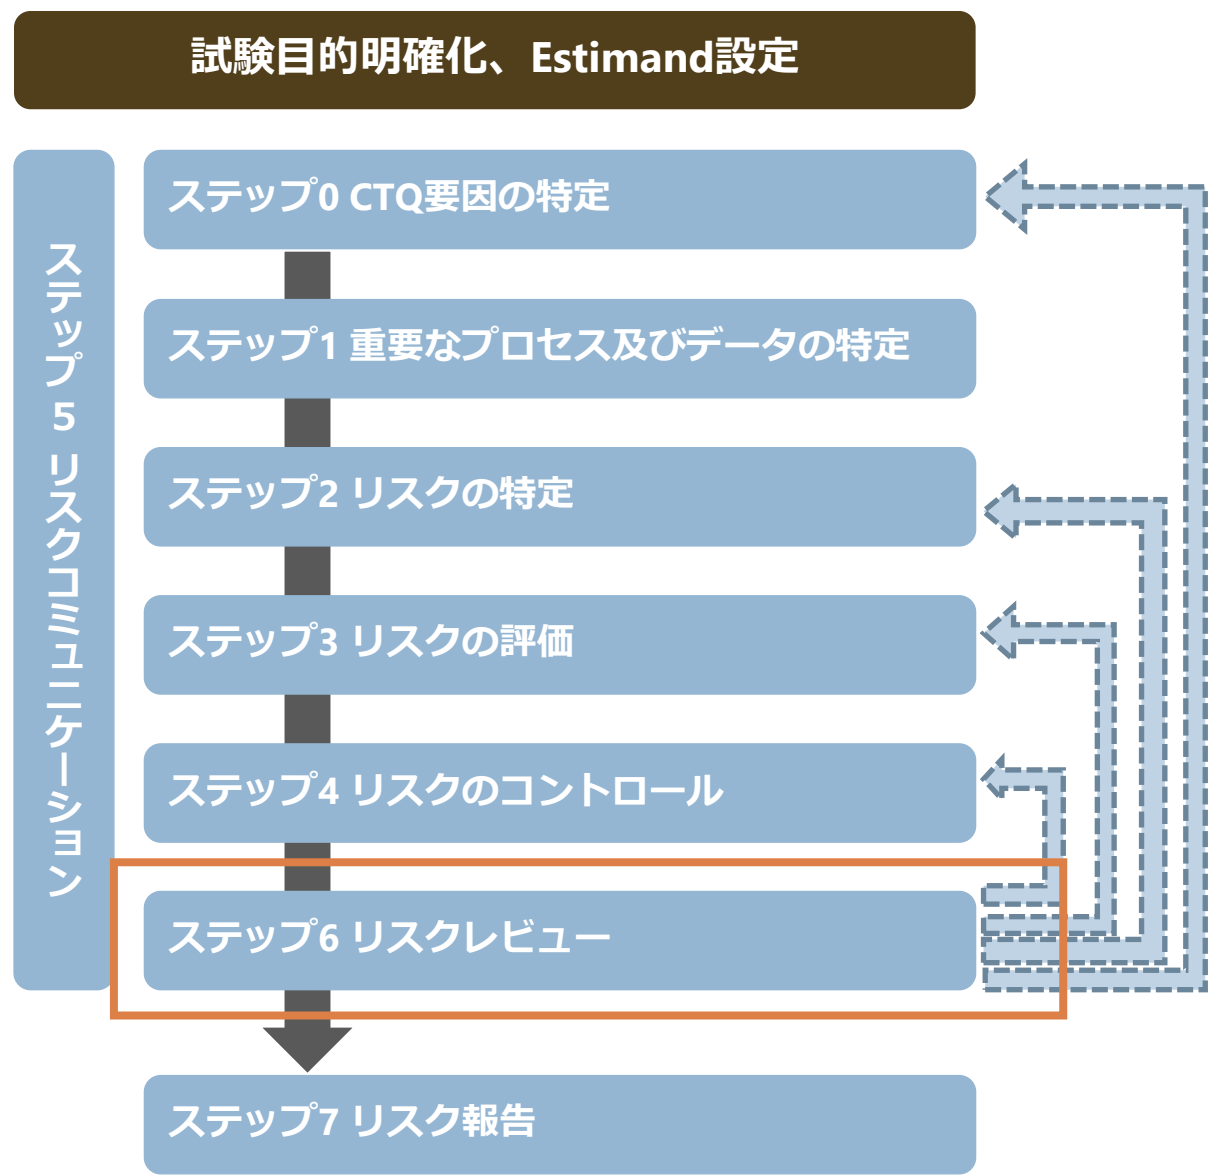 試験目的明確化、Estimand設定
ステップ5 リスクコミュニケーション
ステップ0 CTQ要因の特定
ステップ1 重要なプロセス及びデータの特定
ステップ2 リスクの特定
ステップ3 リスクの評価
ステップ4 リスクのコントロール
ステップ6 リスクレビュー
ステップ7 リスク報告